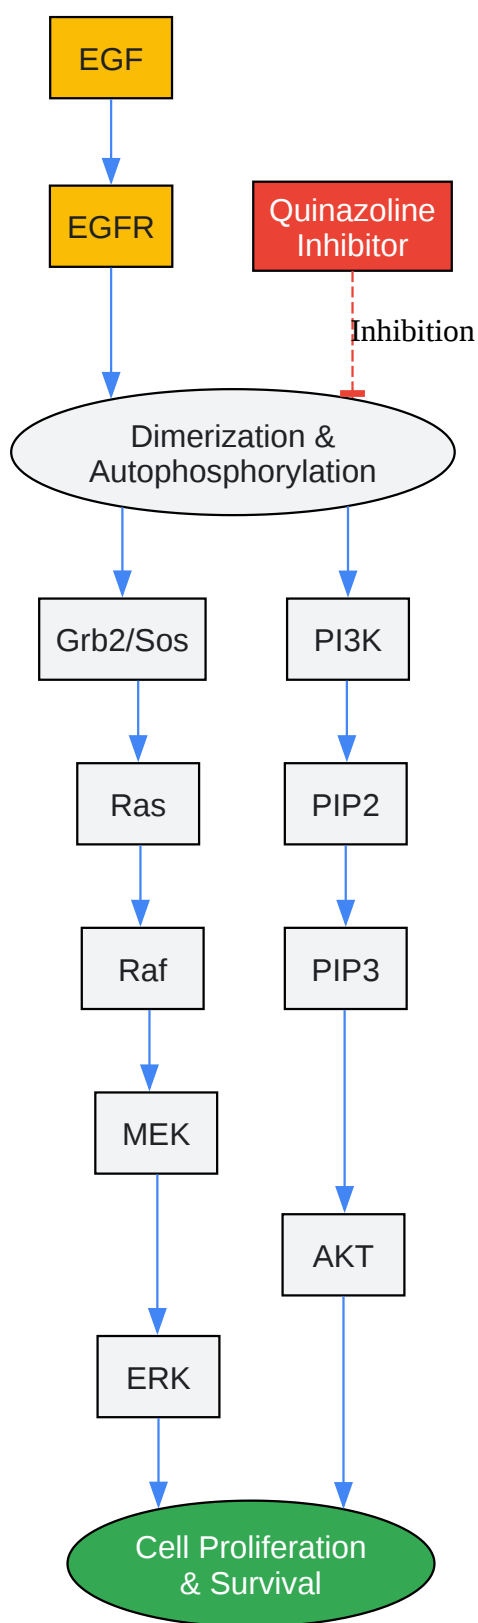 EGF
EGFR
Quinazoline
Inhibitor
Inhibition
Dimerization &
Autophosphorylation
Grb2/Sos
PI3K
Ras
PIP2
Raf
PIP3
MEK
AKT
ERK
Cell Proliferation
& Survival